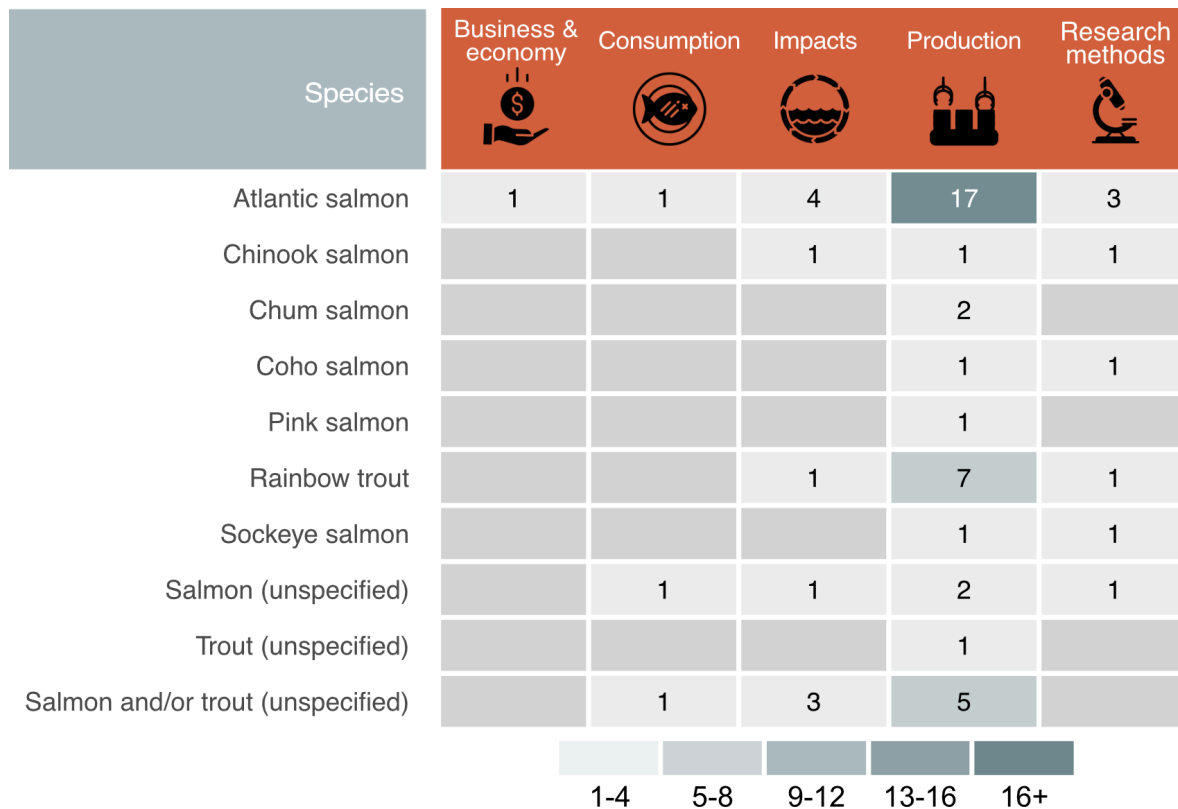 Species
Business &
economy
Consumption
Impacts
Production
Research
methods
$
Atlantic salmon 1 1 4 17 3
Chinook salmon 1 1 1
Chum salmon 2
Coho salmon 1 1
Pink salmon 1
Rainbow trout 1 7 1
Sockeye salmon 1 1
Salmon (unspecified) 1 1 2 1
Trout (unspecified) 1
Salmon and/or trout (unspecified) 1 3 5
1-4 5-8 9-12 13-16 16+